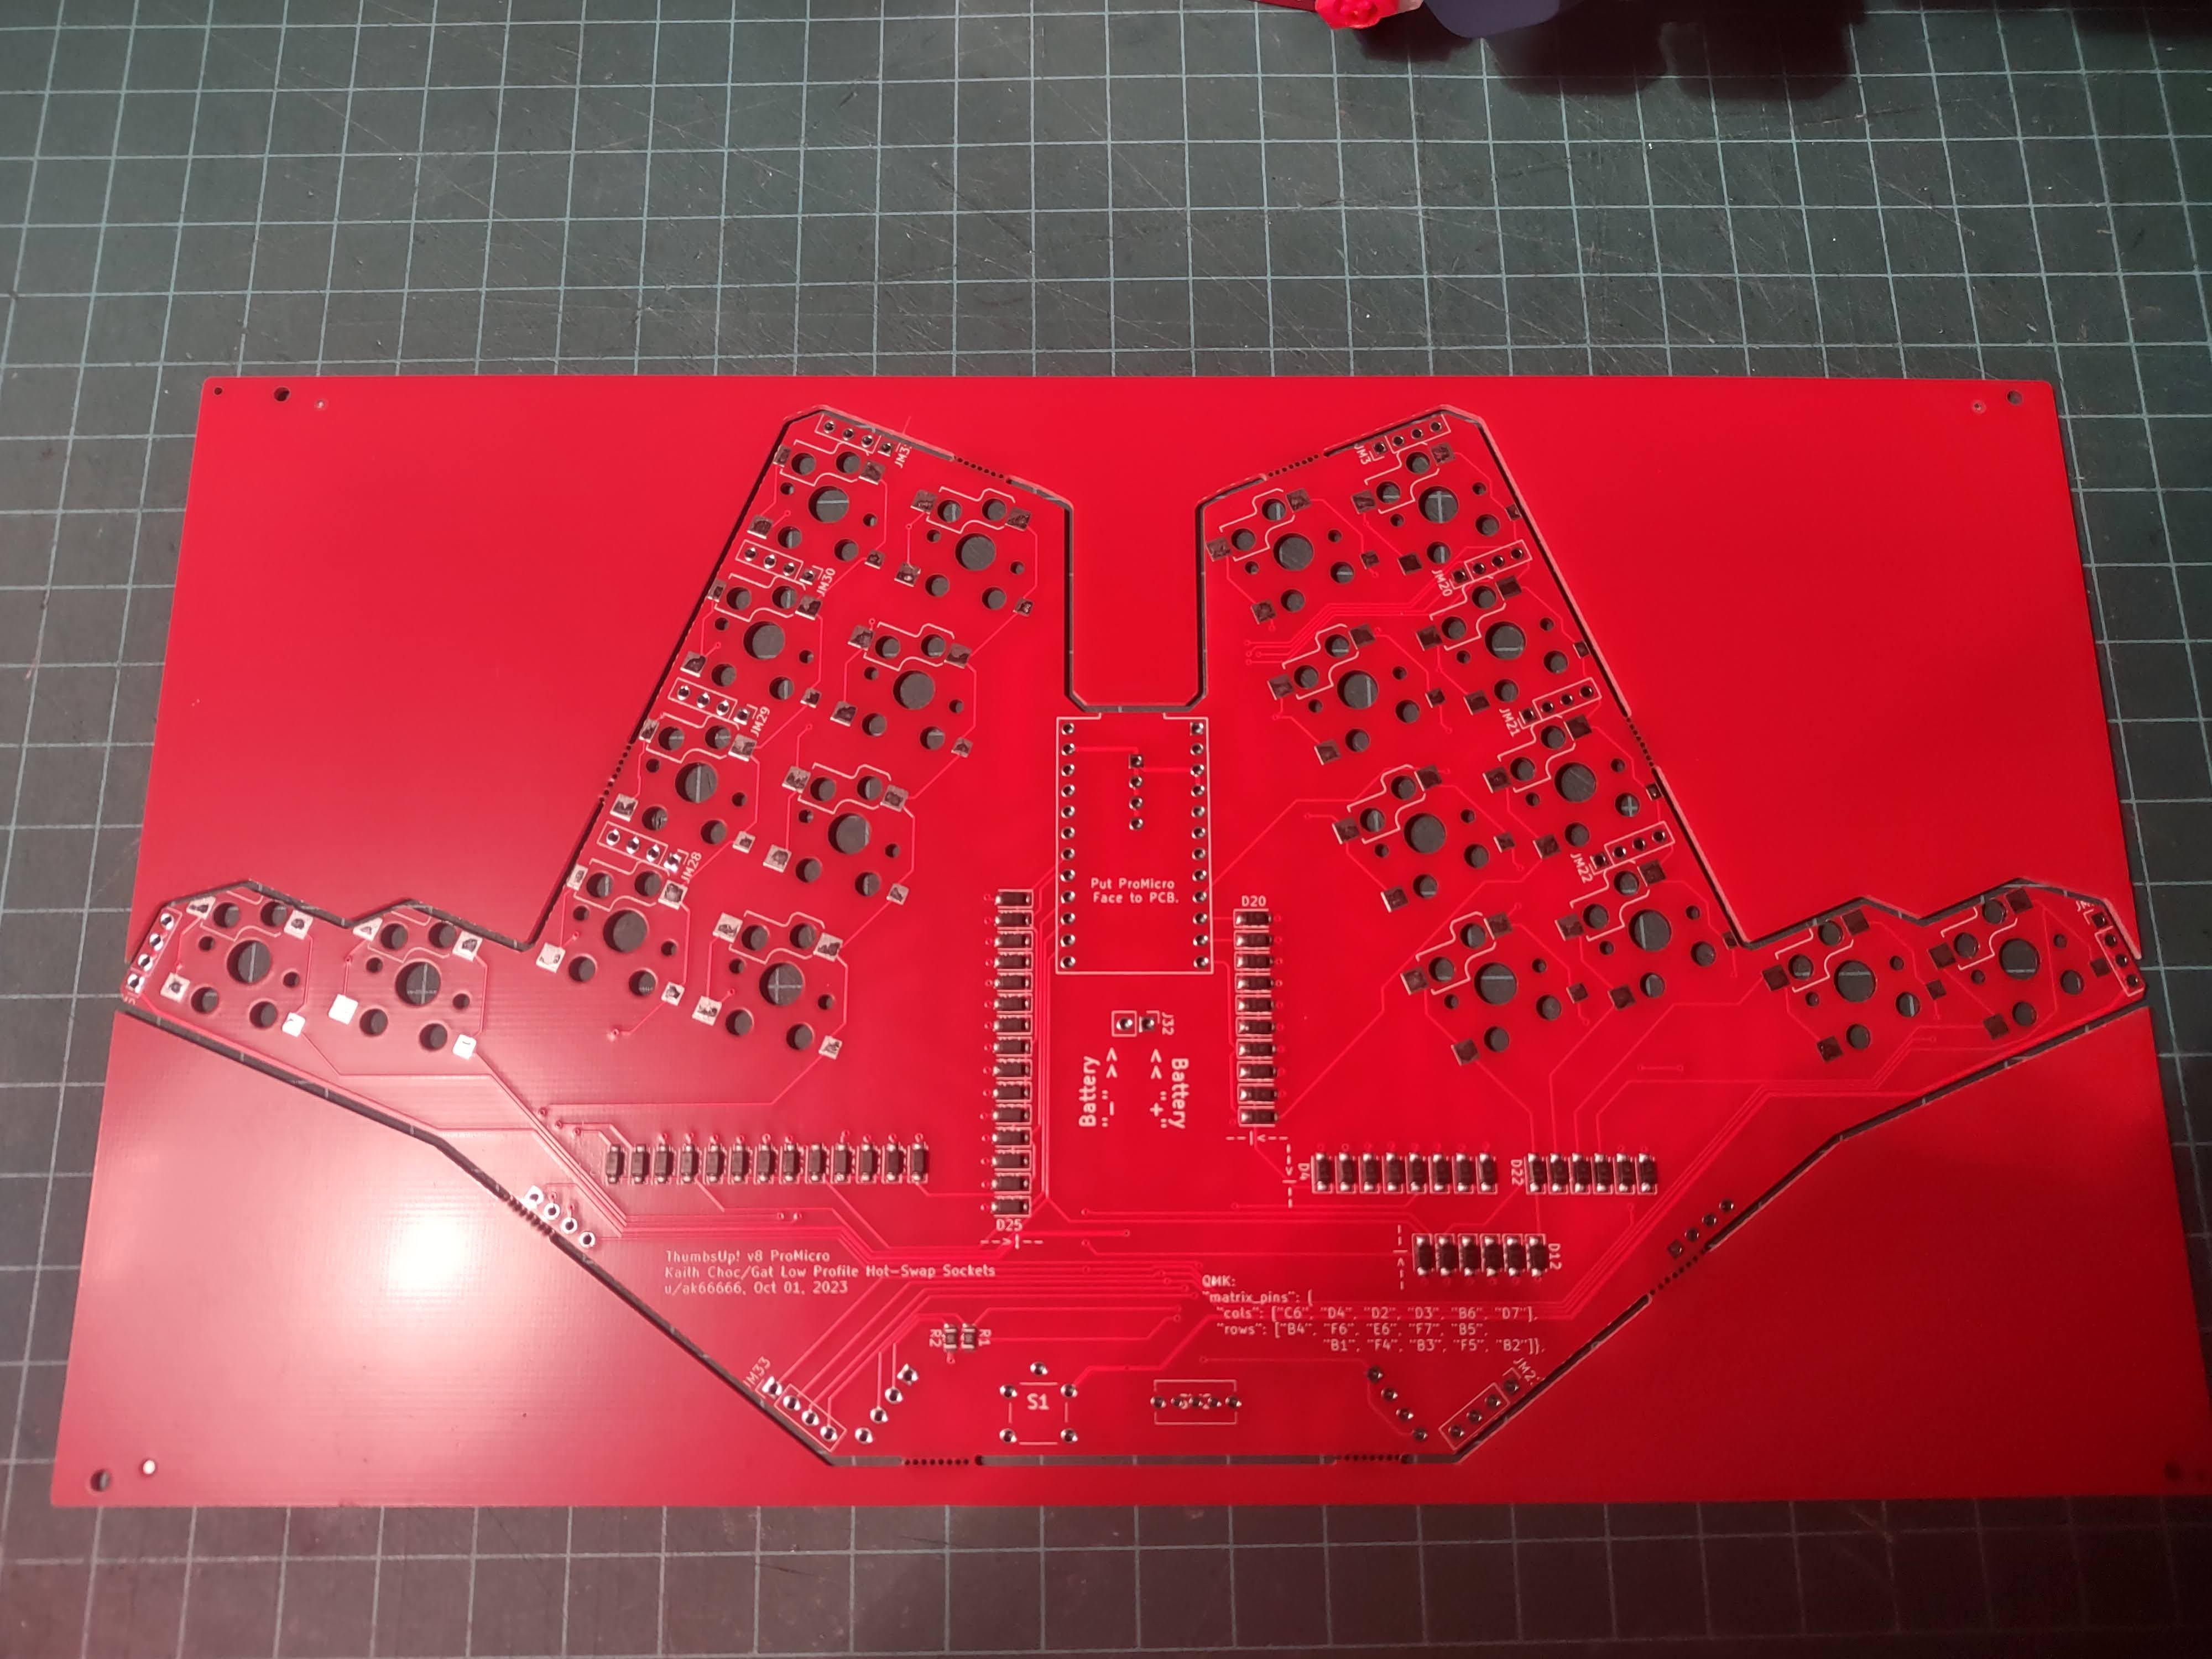 JM3
JM30
JM20
JM29
JM21
JM28
JM22
Put ProMicro
Face to PCB.
D20
J32
Battery
"-"
>>
Battery
"+"
>>
D4
D22
D25
D12
ThumbsUp! v8 ProMicro
Kailh Choc/Gat Low Profile Hot-Swap Sockets
u/ak66666, Oct 01, 2023
QMK:
"matrix_pins": {
"cols": ["C6", "D4", "D2", "D3", "B6", "D7"],
"rows": ["B4", "F6", "E6", "F7", "B5",
"B1", "F4", "B3", "F5", "B2"]},
R2
R1
JM33
S1